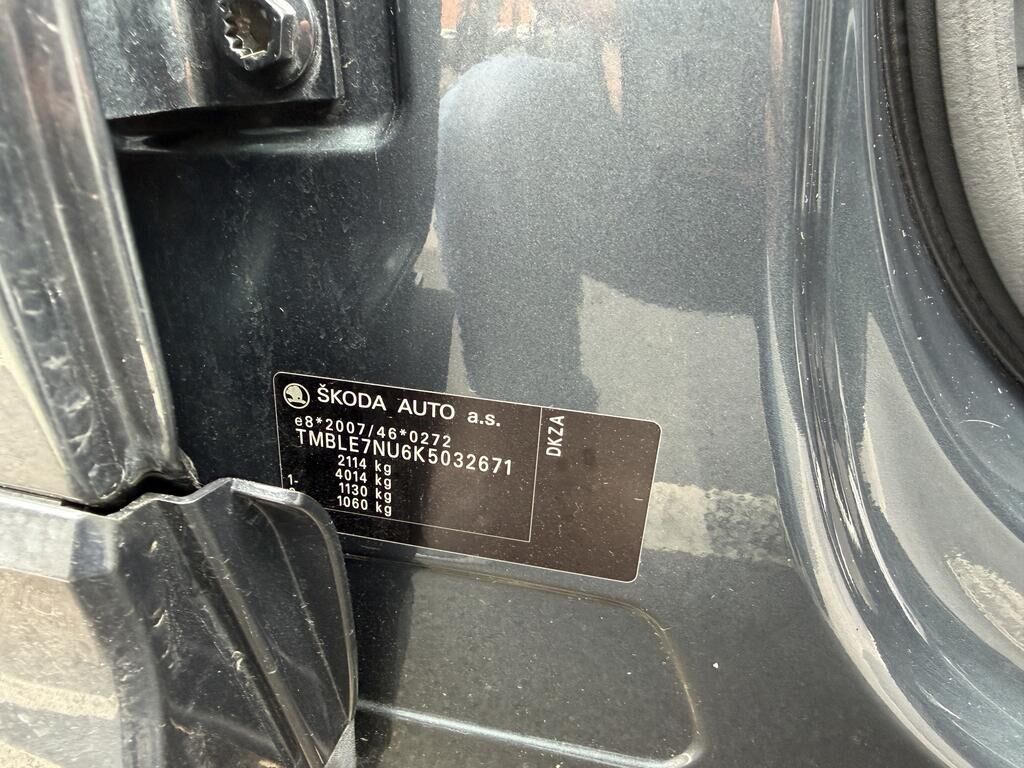 ŠKODA AUTO a.s.
e8*2007/46*0272
TMBLE7NU6K5032671
2114 kg
4014 kg
1- 1130 kg
1060 kg
DKZA